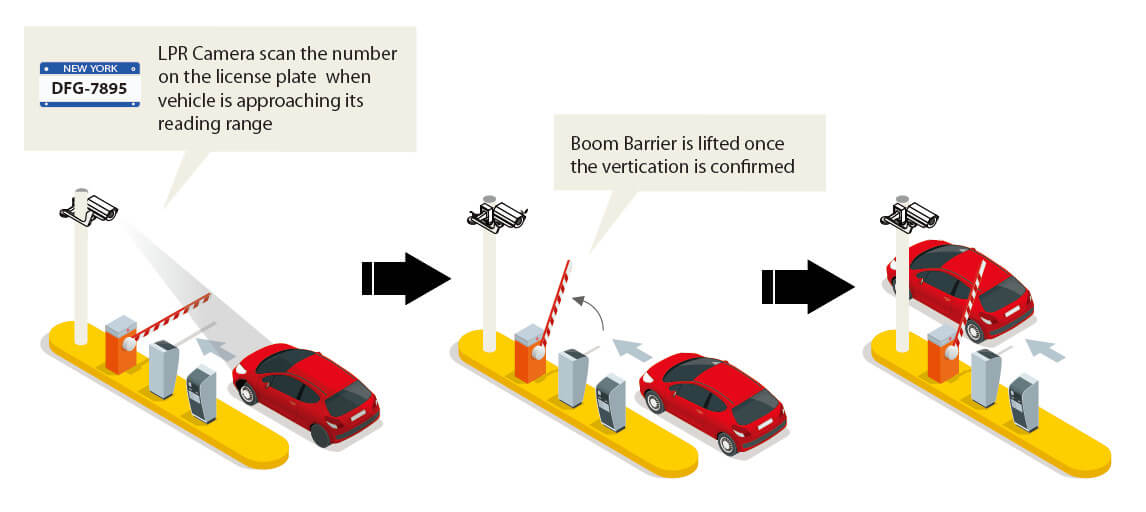 NEW YORK
DFG-7895
LPR Camera scan the number
on the license plate when
vehicle is approaching its
reading range
Boom Barrier is lifted once
the vertication is confirmed